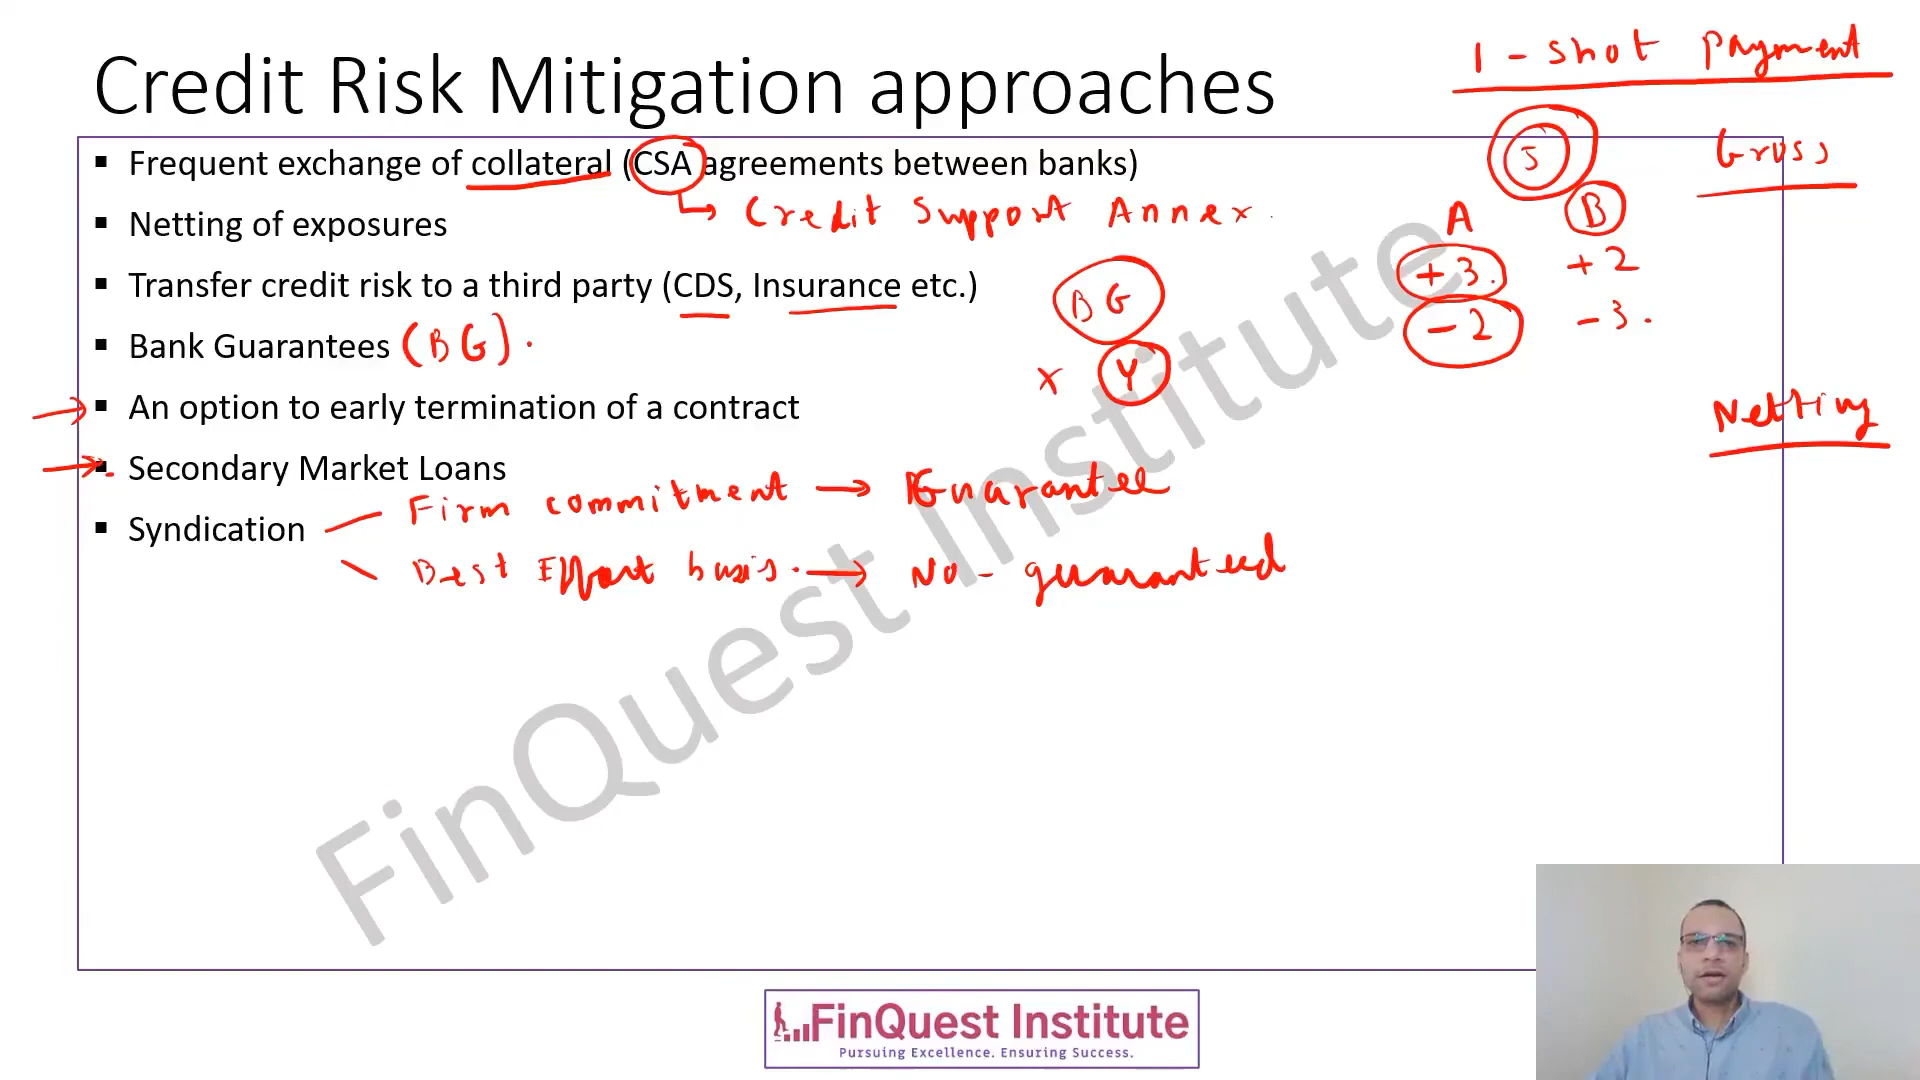 1 - shot payment
Credit Risk Mitigation approaches
▪ Frequent exchange of collateral (CSA agreements between banks)
Credit Support Annex.
5
Gross
▪ Netting of exposures
A B
+3. +2
-2 -3.
▪ Transfer credit risk to a third party (CDS, Insurance etc.)
BG
X Y
▪ Bank Guarantees (BG).
▪ An option to early termination of a contract
Netting
▪ Secondary Market Loans
Firm commitment → Guarantee
▪ Syndication
Best Effort basis. → No - guaranteed
FinQuest Institute
FinQuest Institute
Pursuing Excellence. Ensuring Success.